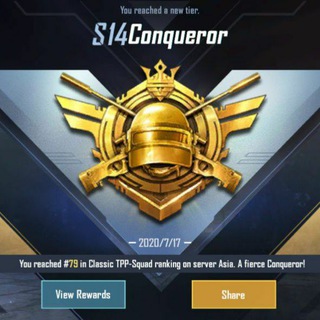 You reached a new tier.
S14Conqueror
2020/7/17
You reached #79 in Classic TPP-Squad ranking on server Asia. A fierce Conqueror!
View Rewards
Share